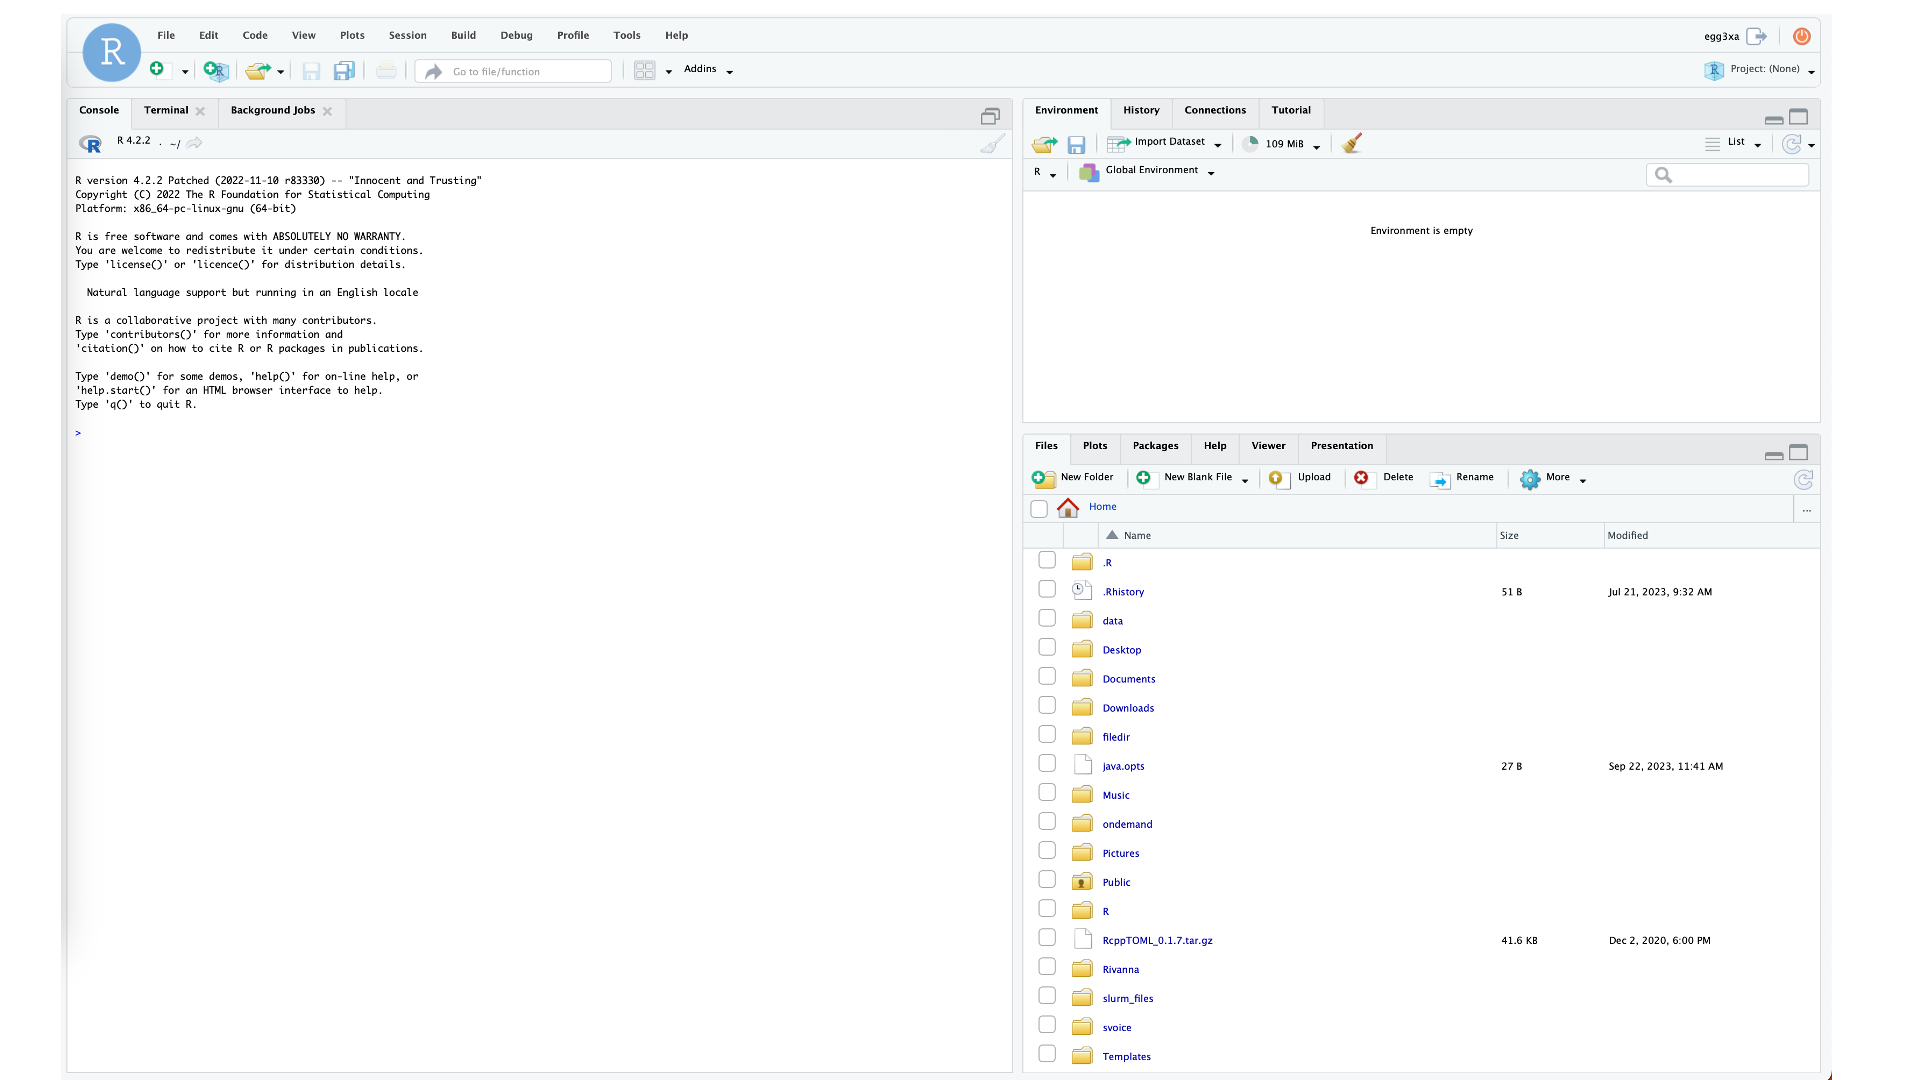 R
File Edit Code View Plots Session Build Debug Profile Tools Help
egg3xa
Go to file/function
Addins
Project: (None)
Console Terminal Background Jobs
R 4.2.2 . ~/
R version 4.2.2 Patched (2022-11-10 r83330) -- "Innocent and Trusting"
Copyright (C) 2022 The R Foundation for Statistical Computing
Platform: x86_64-pc-linux-gnu (64-bit)
R is free software and comes with ABSOLUTELY NO WARRANTY.
You are welcome to redistribute it under certain conditions.
Type 'license()' or 'licence()' for distribution details.
Natural language support but running in an English locale
R is a collaborative project with many contributors.
Type 'contributors()' for more information and
'citation()' on how to cite R or R packages in publications.
Type 'demo()' for some demos, 'help()' for on-line help, or
'help.start()' for an HTML browser interface to help.
Type 'q()' to quit R.
>
Environment History Connections Tutorial
Import Dataset 109 MiB List
R Global Environment
Environment is empty
Files Plots Packages Help Viewer Presentation
New Folder New Blank File Upload Delete Rename More
Home ...
Name Size Modified
.R
.Rhistory 51 B Jul 21, 2023, 9:32 AM
data
Desktop
Documents
Downloads
filedir
java.opts 27 B Sep 22, 2023, 11:41 AM
Music
ondemand
Pictures
Public
R
RcppTOML_0.1.7.tar.gz 41.6 KB Dec 2, 2020, 6:00 PM
Rivanna
slurm_files
svoice
Templates